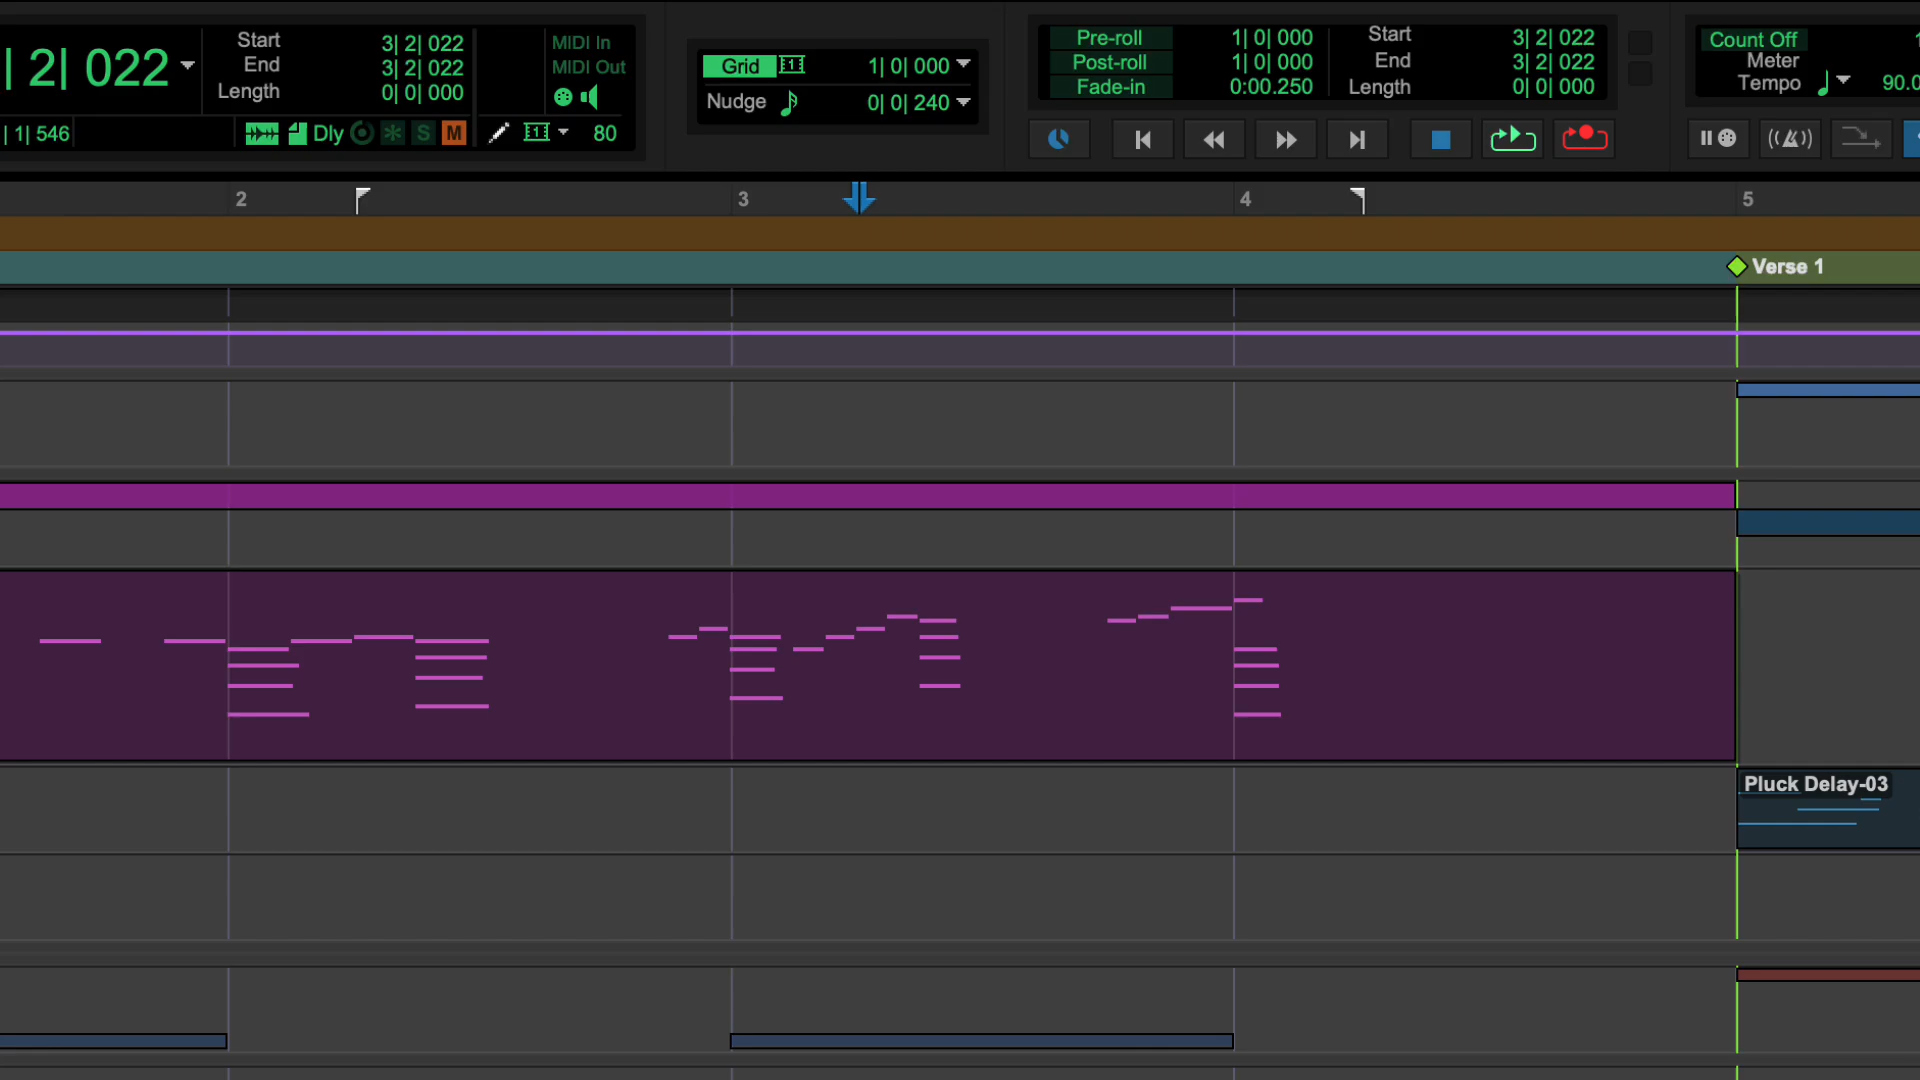 | 2| 022
Start 3| 2| 022
End 3| 2| 022
Length 0| 0| 000
MIDI In
MIDI Out
| 1| 546
Dly
S
M
80
Grid 1| 0| 000
Nudge 0| 0| 240
Pre-roll 1| 0| 000
Post-roll 1| 0| 000
Fade-in 0:00.250
Start 3| 2| 022
End 3| 2| 022
Length 0| 0| 000
Count Off
Meter
Tempo 90.0
2 3 4 5
Verse 1
Pluck Delay-03